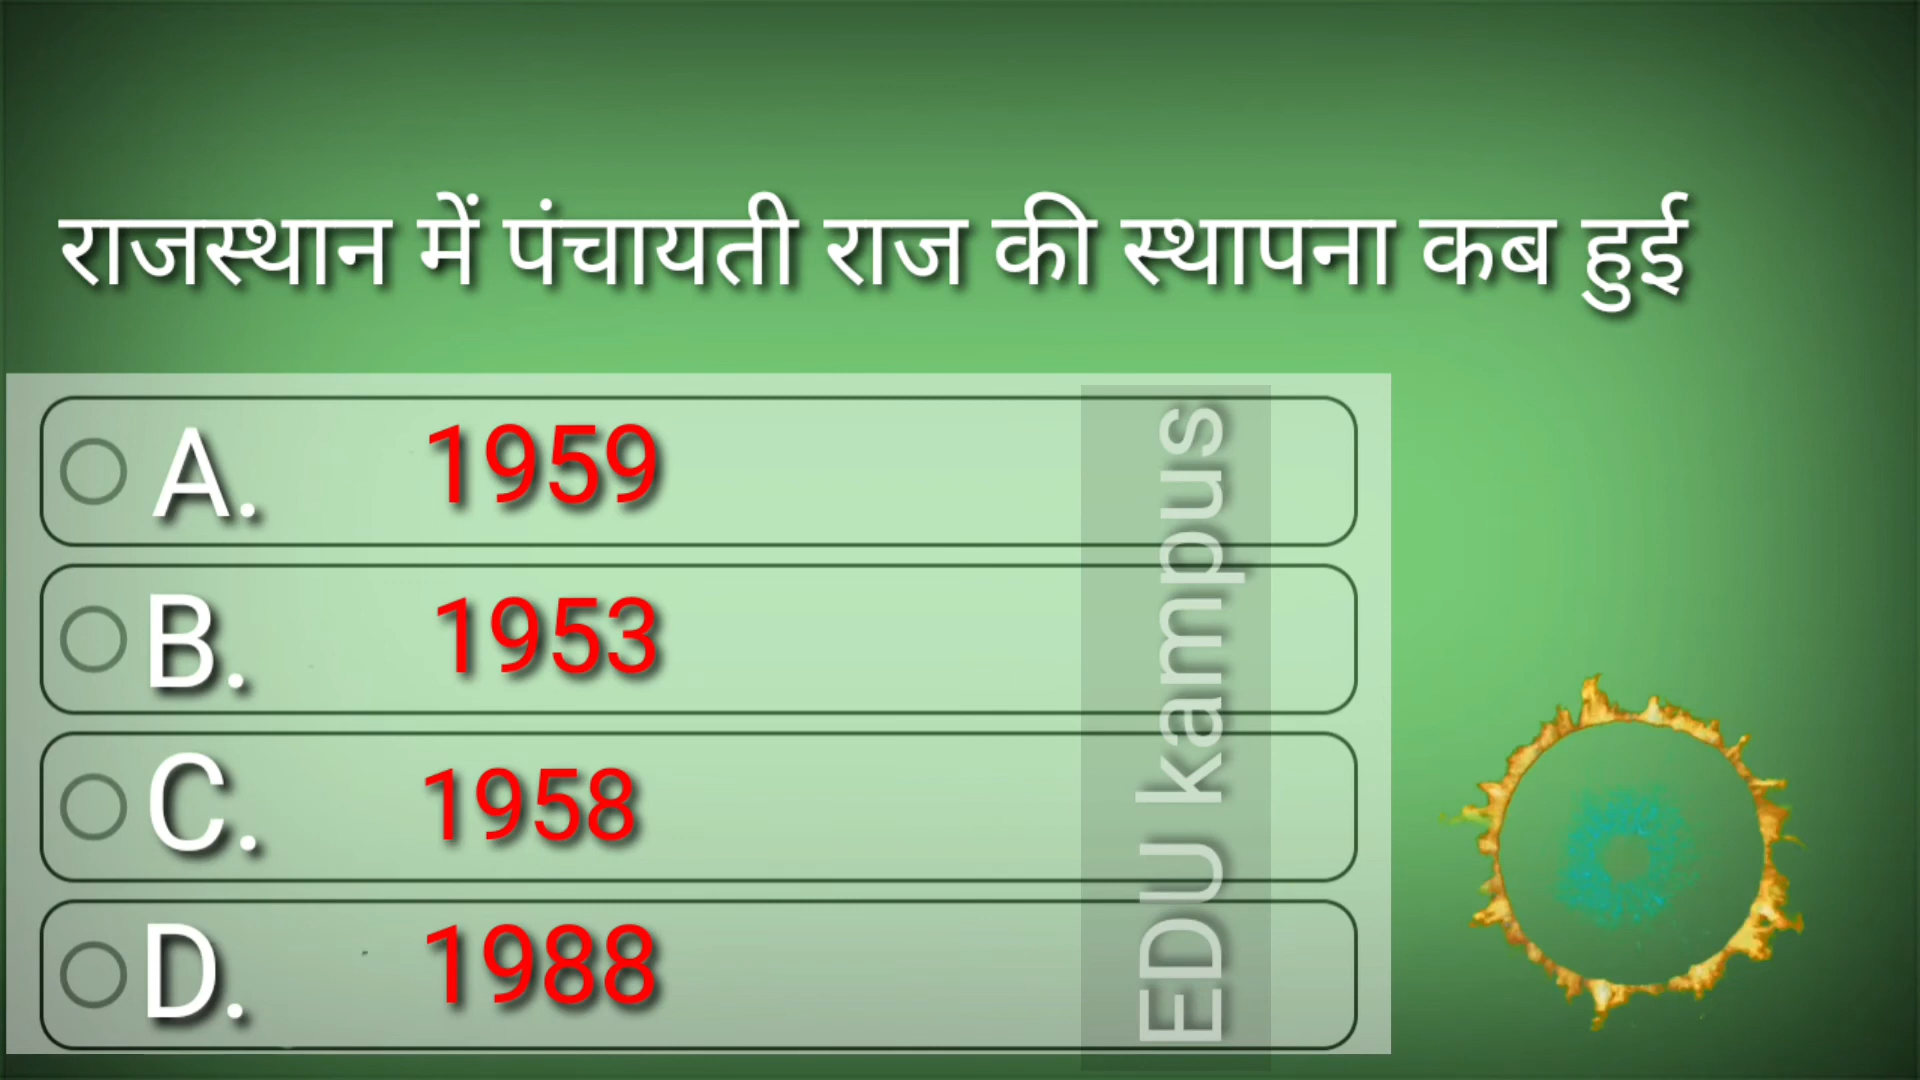 राजस्थान में पंचायती राज की स्थापना कब हुई
A. 1959
B. 1953
C. 1958
D. 1988
EDU kampus